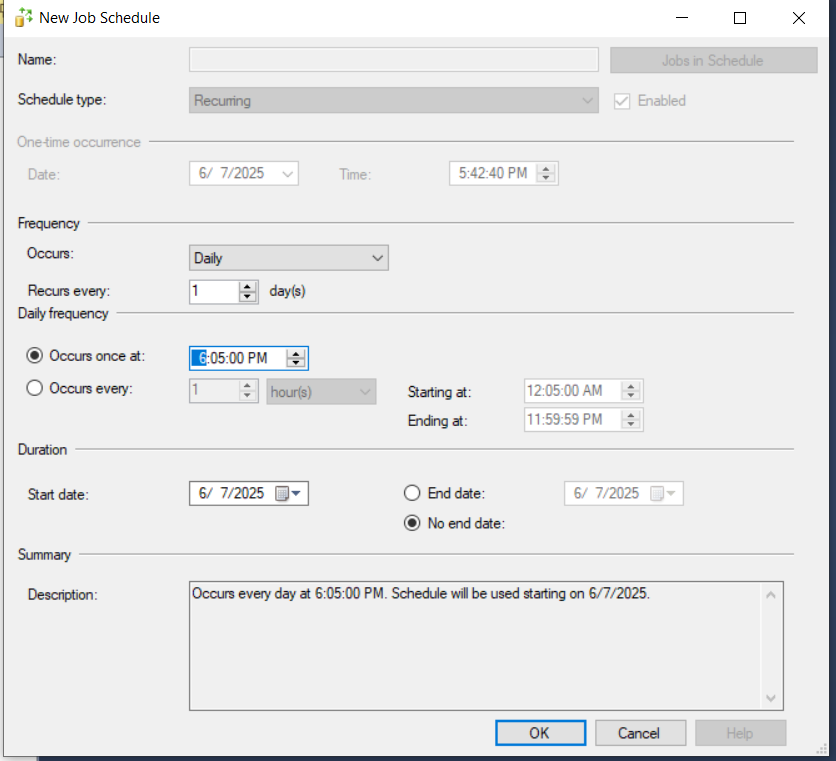 New Job Schedule
Name:
Jobs in Schedule
Schedule type: Recurring Enabled
One-time occurrence
Date: 6/ 7/2025 Time: 5:42:40 PM
Frequency
Occurs: Daily
Recurs every: 1 day(s)
Daily frequency
Occurs once at: 6:05:00 PM
Occurs every: 1 hour(s) Starting at: 12:05:00 AM
Ending at: 11:59:59 PM
Duration
Start date: 6/ 7/2025 End date: 6/ 7/2025
No end date:
Summary
Description: Occurs every day at 6:05:00 PM. Schedule will be used starting on 6/7/2025.
OK Cancel Help